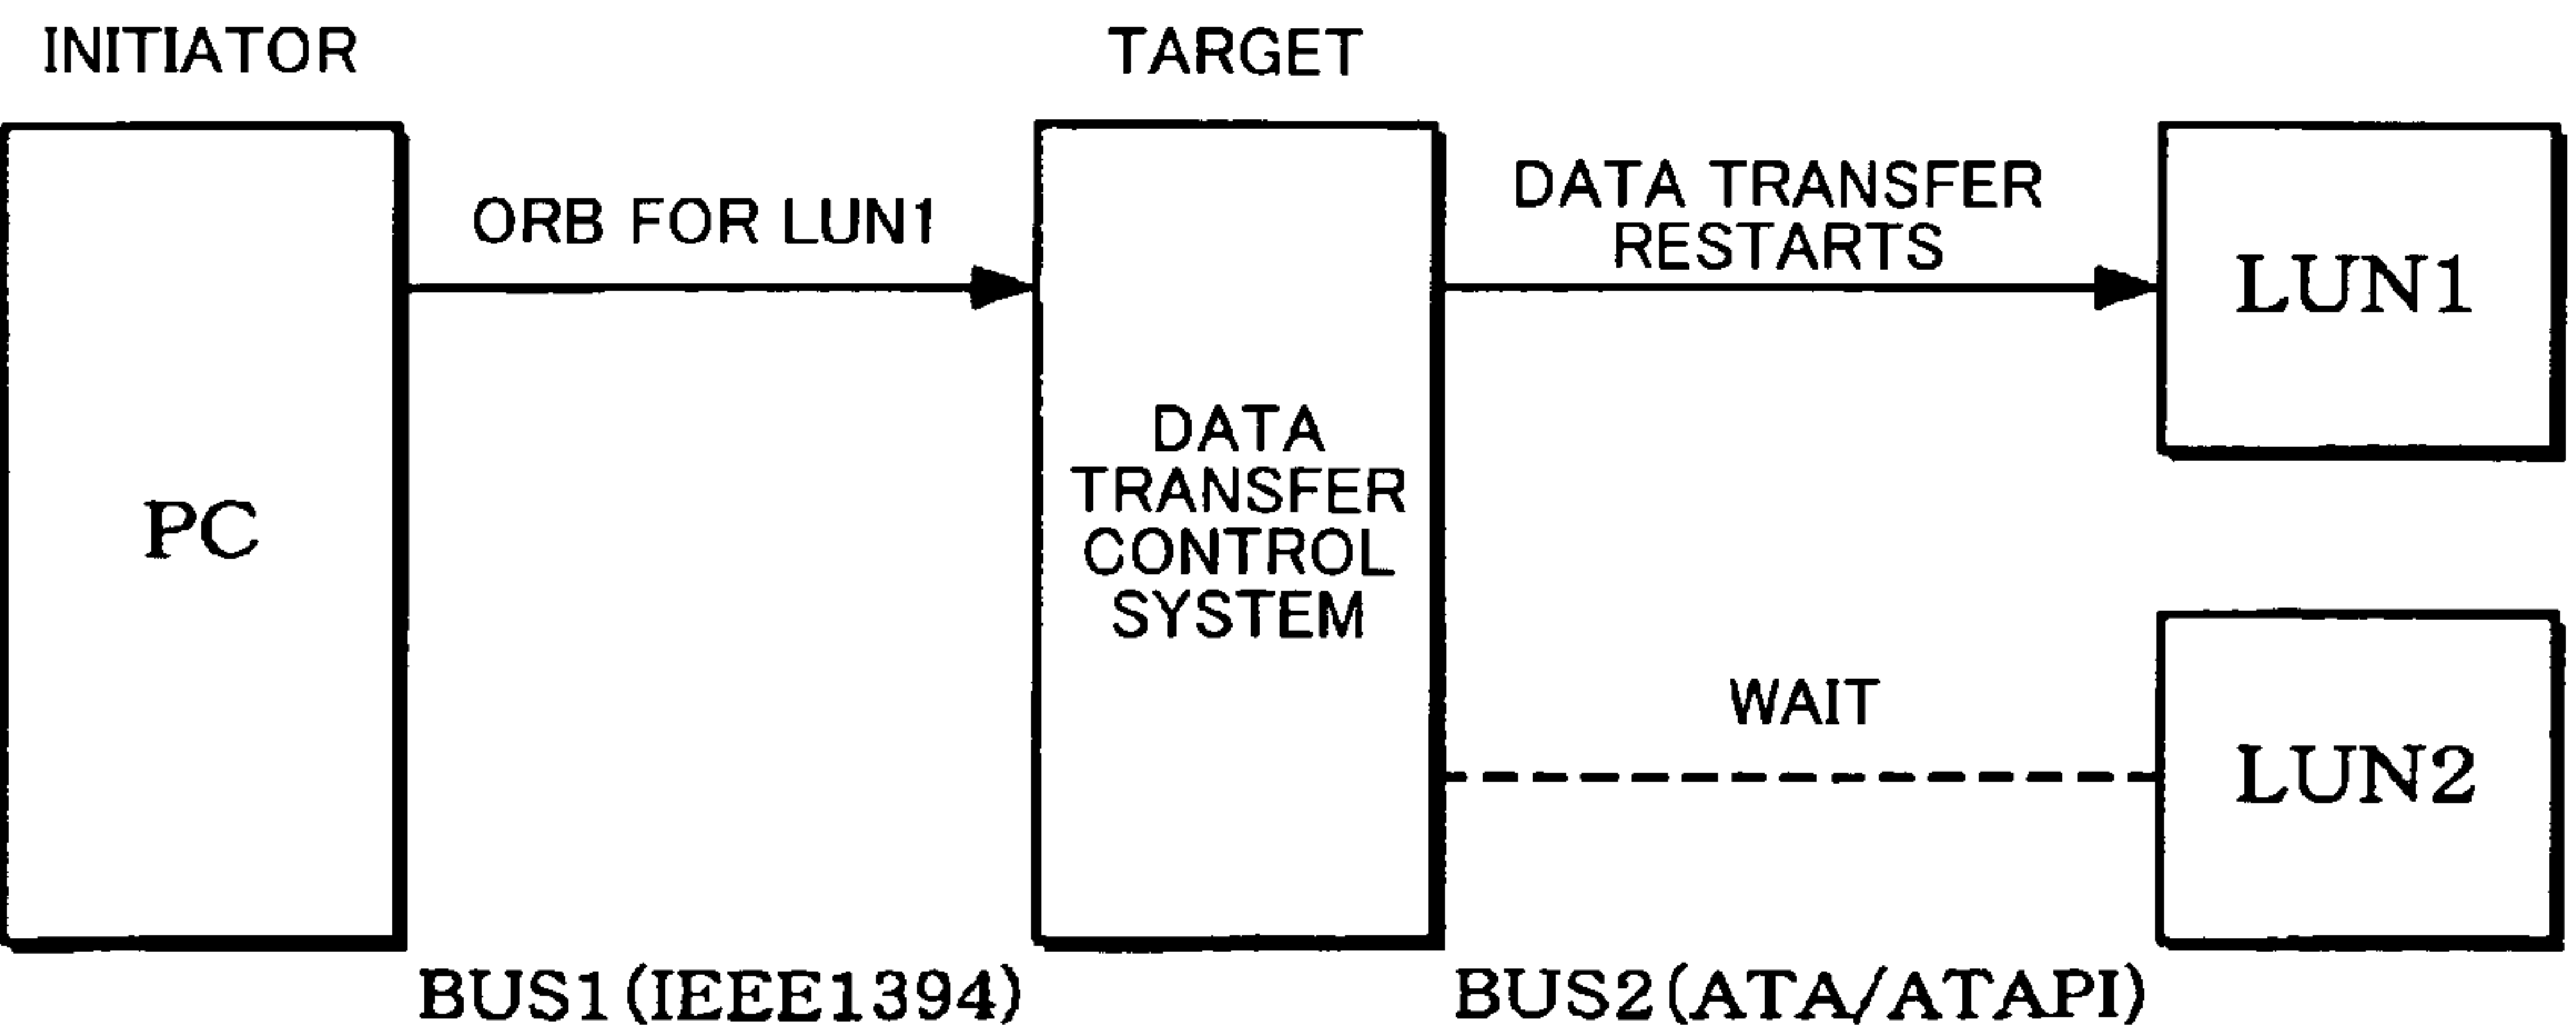 INITIATOR
TARGET
ORB FOR LUN1
DATA TRANSFER
RESTARTS
LUN1
PC
DATA
TRANSFER
CONTROL
SYSTEM
WAIT
LUN2
BUS1(IEEE1394)
BUS2(ATA/ATAPI)